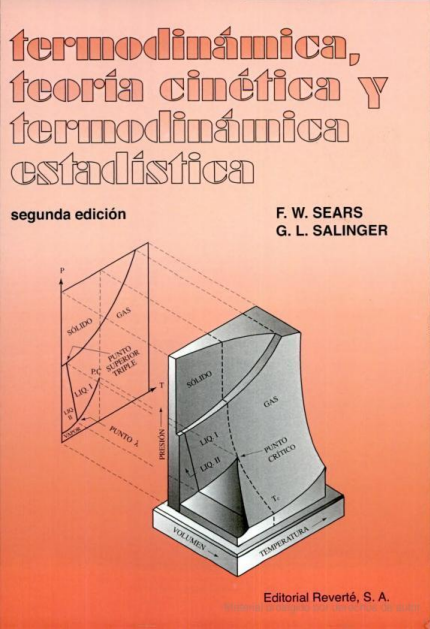 termodinámica,
teoría cinética y
termodinámica
estadística
segunda edición
F. W. SEARS
G. L. SALINGER
P
SÓLIDO
GAS
PUNTO
SUPERIOR
TRIPLE
LIQ. I
LIQ.
II
VAPOR
T
PUNTO λ
PRESIÓN
SÓLIDO
GAS
LIQ. I
LIQ. II
PUNTO
CRÍTICO
VOLUMEN
TEMPERATURA
Editorial Reverté, S. A.